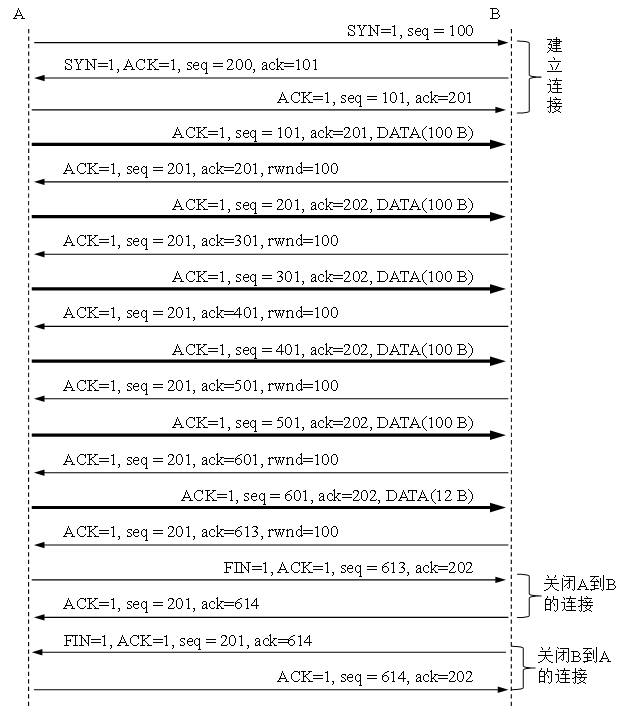 A
B
SYN=1, seq = 100
SYN=1, ACK=1, seq = 200, ack=101
ACK=1, seq = 101, ack=201
建立连接
ACK=1, seq = 101, ack=201, DATA(100 B)
ACK=1, seq = 201, ack=201, rwnd=100
ACK=1, seq = 201, ack=202, DATA(100 B)
ACK=1, seq = 201, ack=301, rwnd=100
ACK=1, seq = 301, ack=202, DATA(100 B)
ACK=1, seq = 201, ack=401, rwnd=100
ACK=1, seq = 401, ack=202, DATA(100 B)
ACK=1, seq = 201, ack=501, rwnd=100
ACK=1, seq = 501, ack=202, DATA(100 B)
ACK=1, seq = 201, ack=601, rwnd=100
ACK=1, seq = 601, ack=202, DATA(12 B)
ACK=1, seq = 201, ack=613, rwnd=100
FIN=1, ACK=1, seq = 613, ack=202
ACK=1, seq = 201, ack=614
关闭A到B
的连接
FIN=1, ACK=1, seq = 201, ack=614
ACK=1, seq = 614, ack=202
关闭B到A
的连接